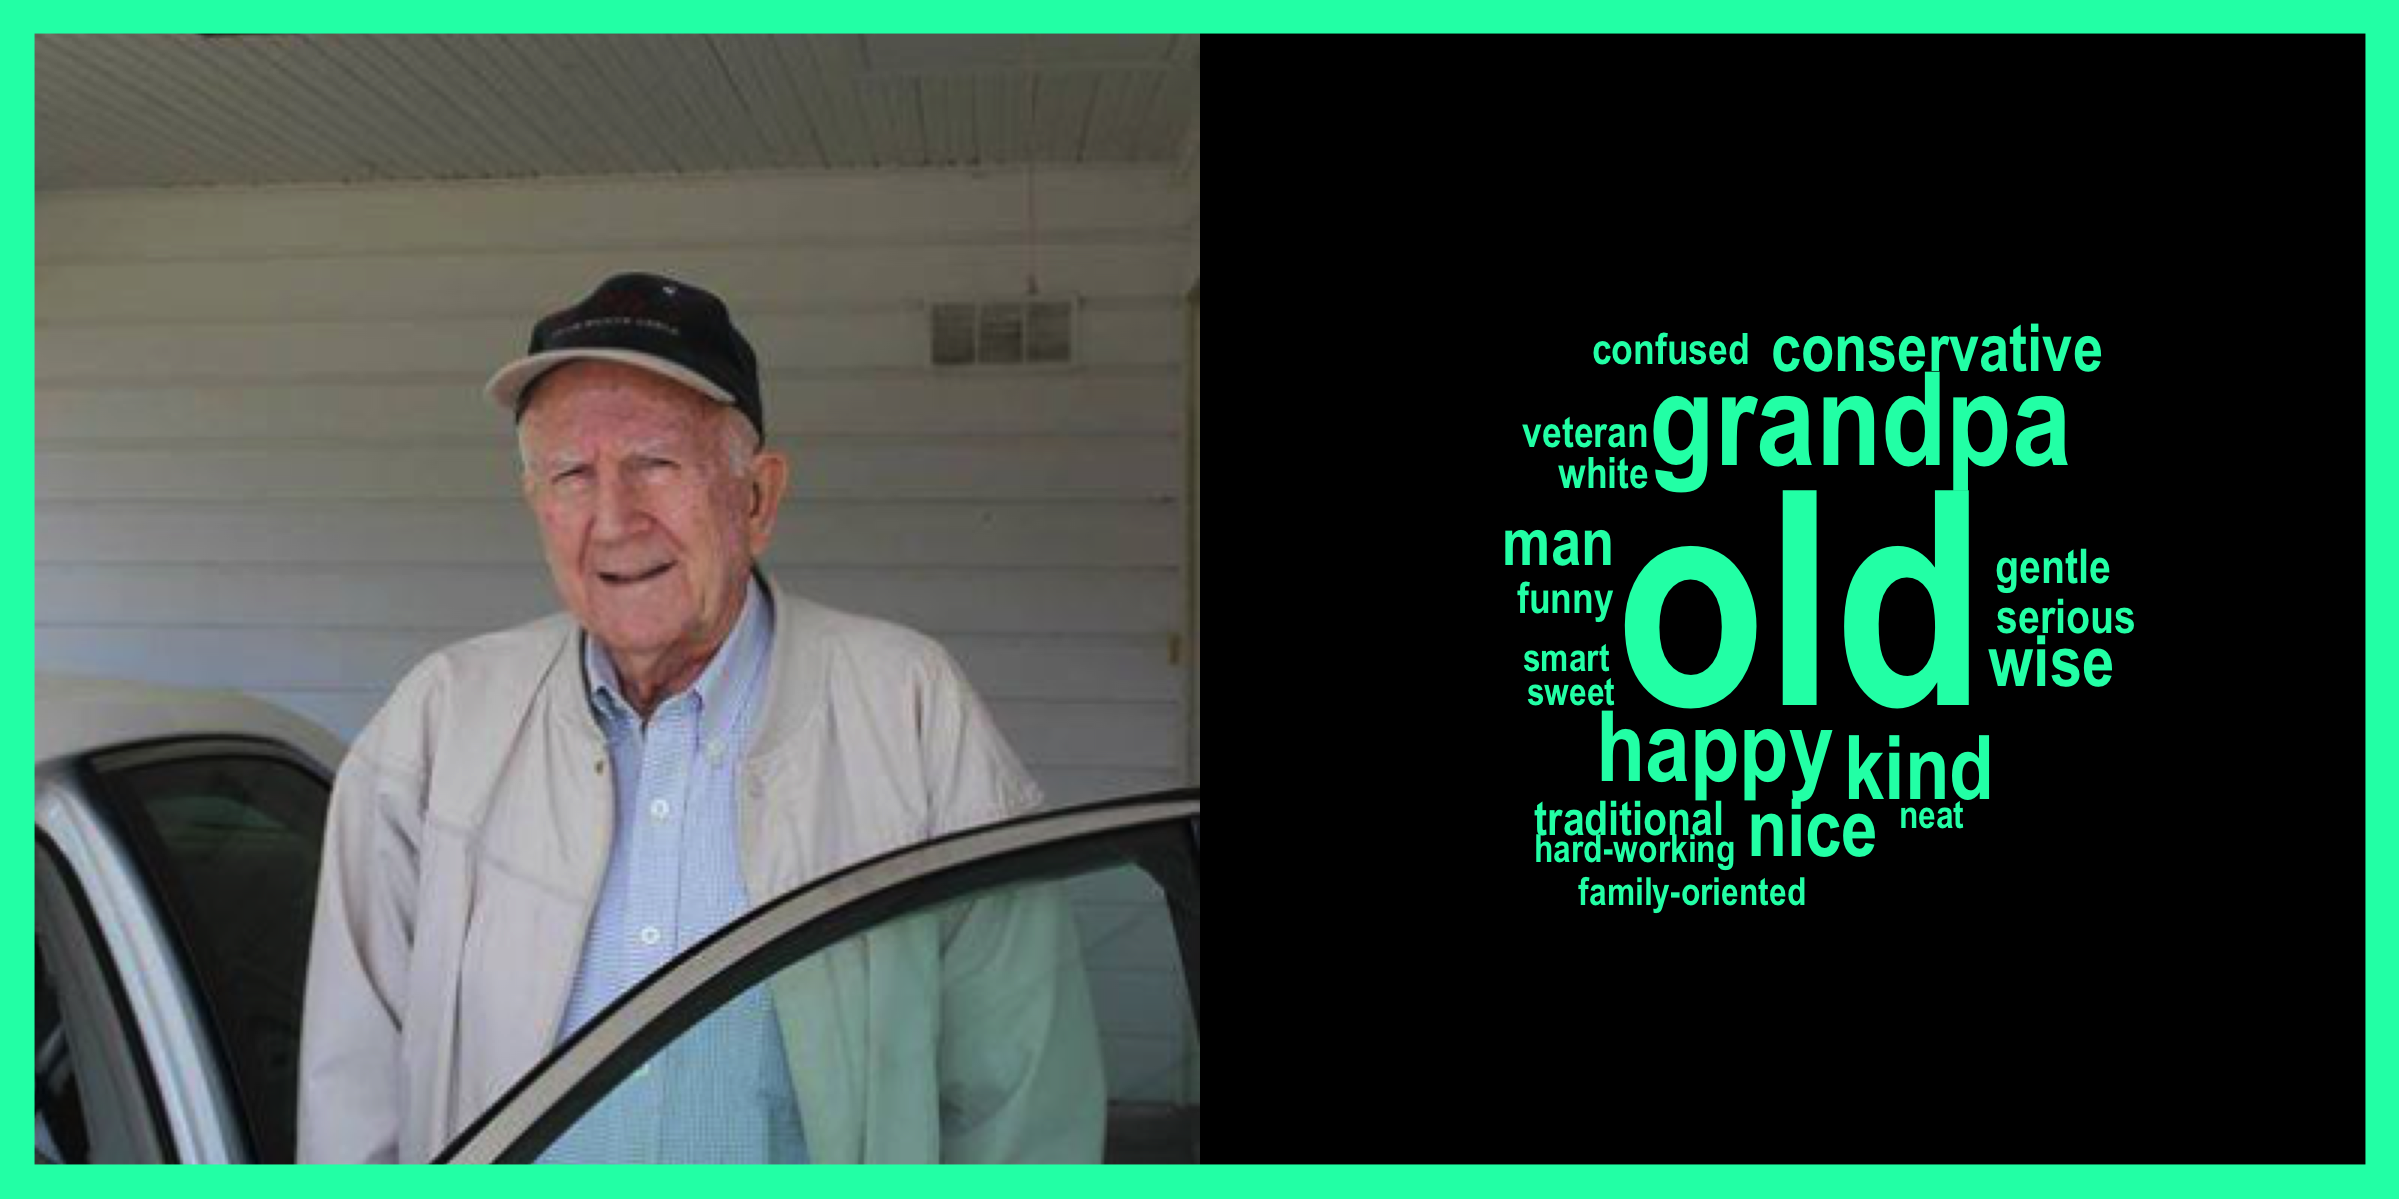 confused conservative
grandpa
veteran
white
man
old
gentle
funny
serious
smart
wise
sweet
happy kind
traditional nice neat
hard-working
family-oriented